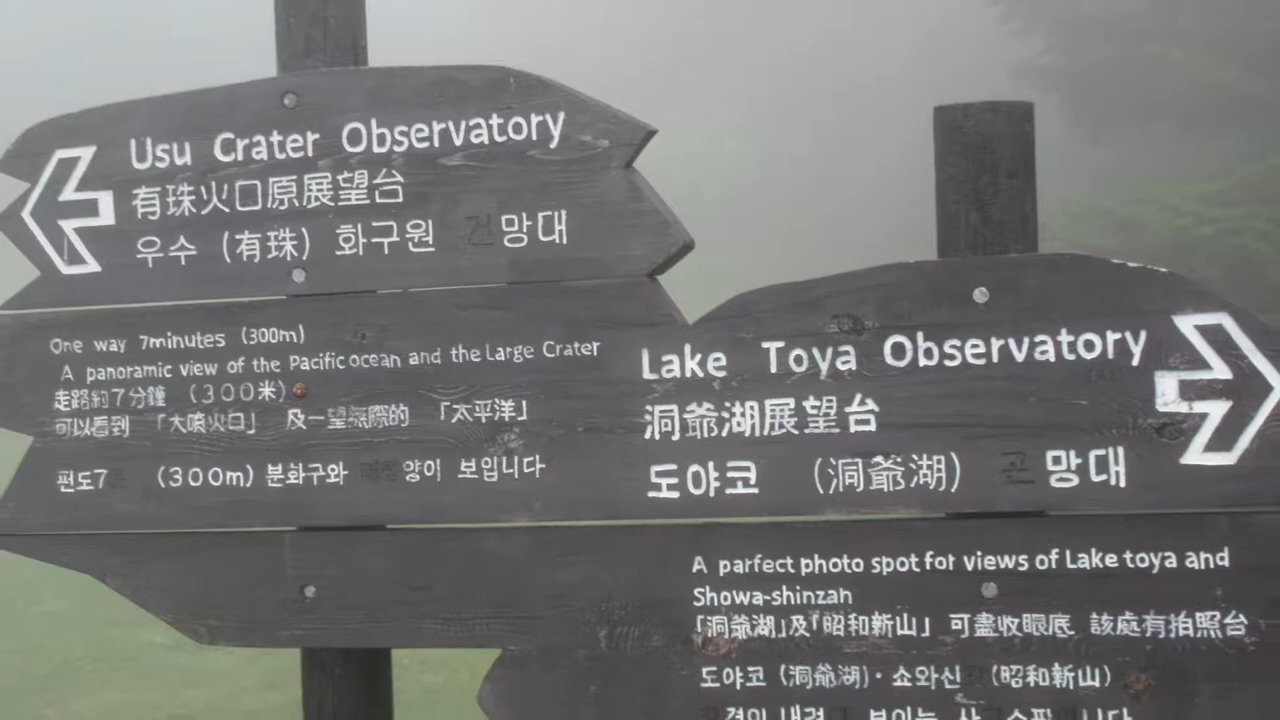 Usu Crater Observatory
有珠火口原展望台
우수 (有珠) 화구원 망대
One way 7minutes (300m)
A panoramic view of the Pacific ocean and the Large Crater
走路約7分鐘 (300米)
可以看到 「大噴火口」 及一望無際的 「太平洋」
편도7 (300m) 분화구와 양이 보입니다
Lake Toya Observatory
洞爺湖展望台
도야코 (洞爺湖) 망대
A parfect photo spot for views of Lake toya and
Showa-shinzan
「洞爺湖」及「昭和新山」 可盡收眼底 該處有拍照台
도야코 (洞爺湖)・쇼와신 (昭和新山)